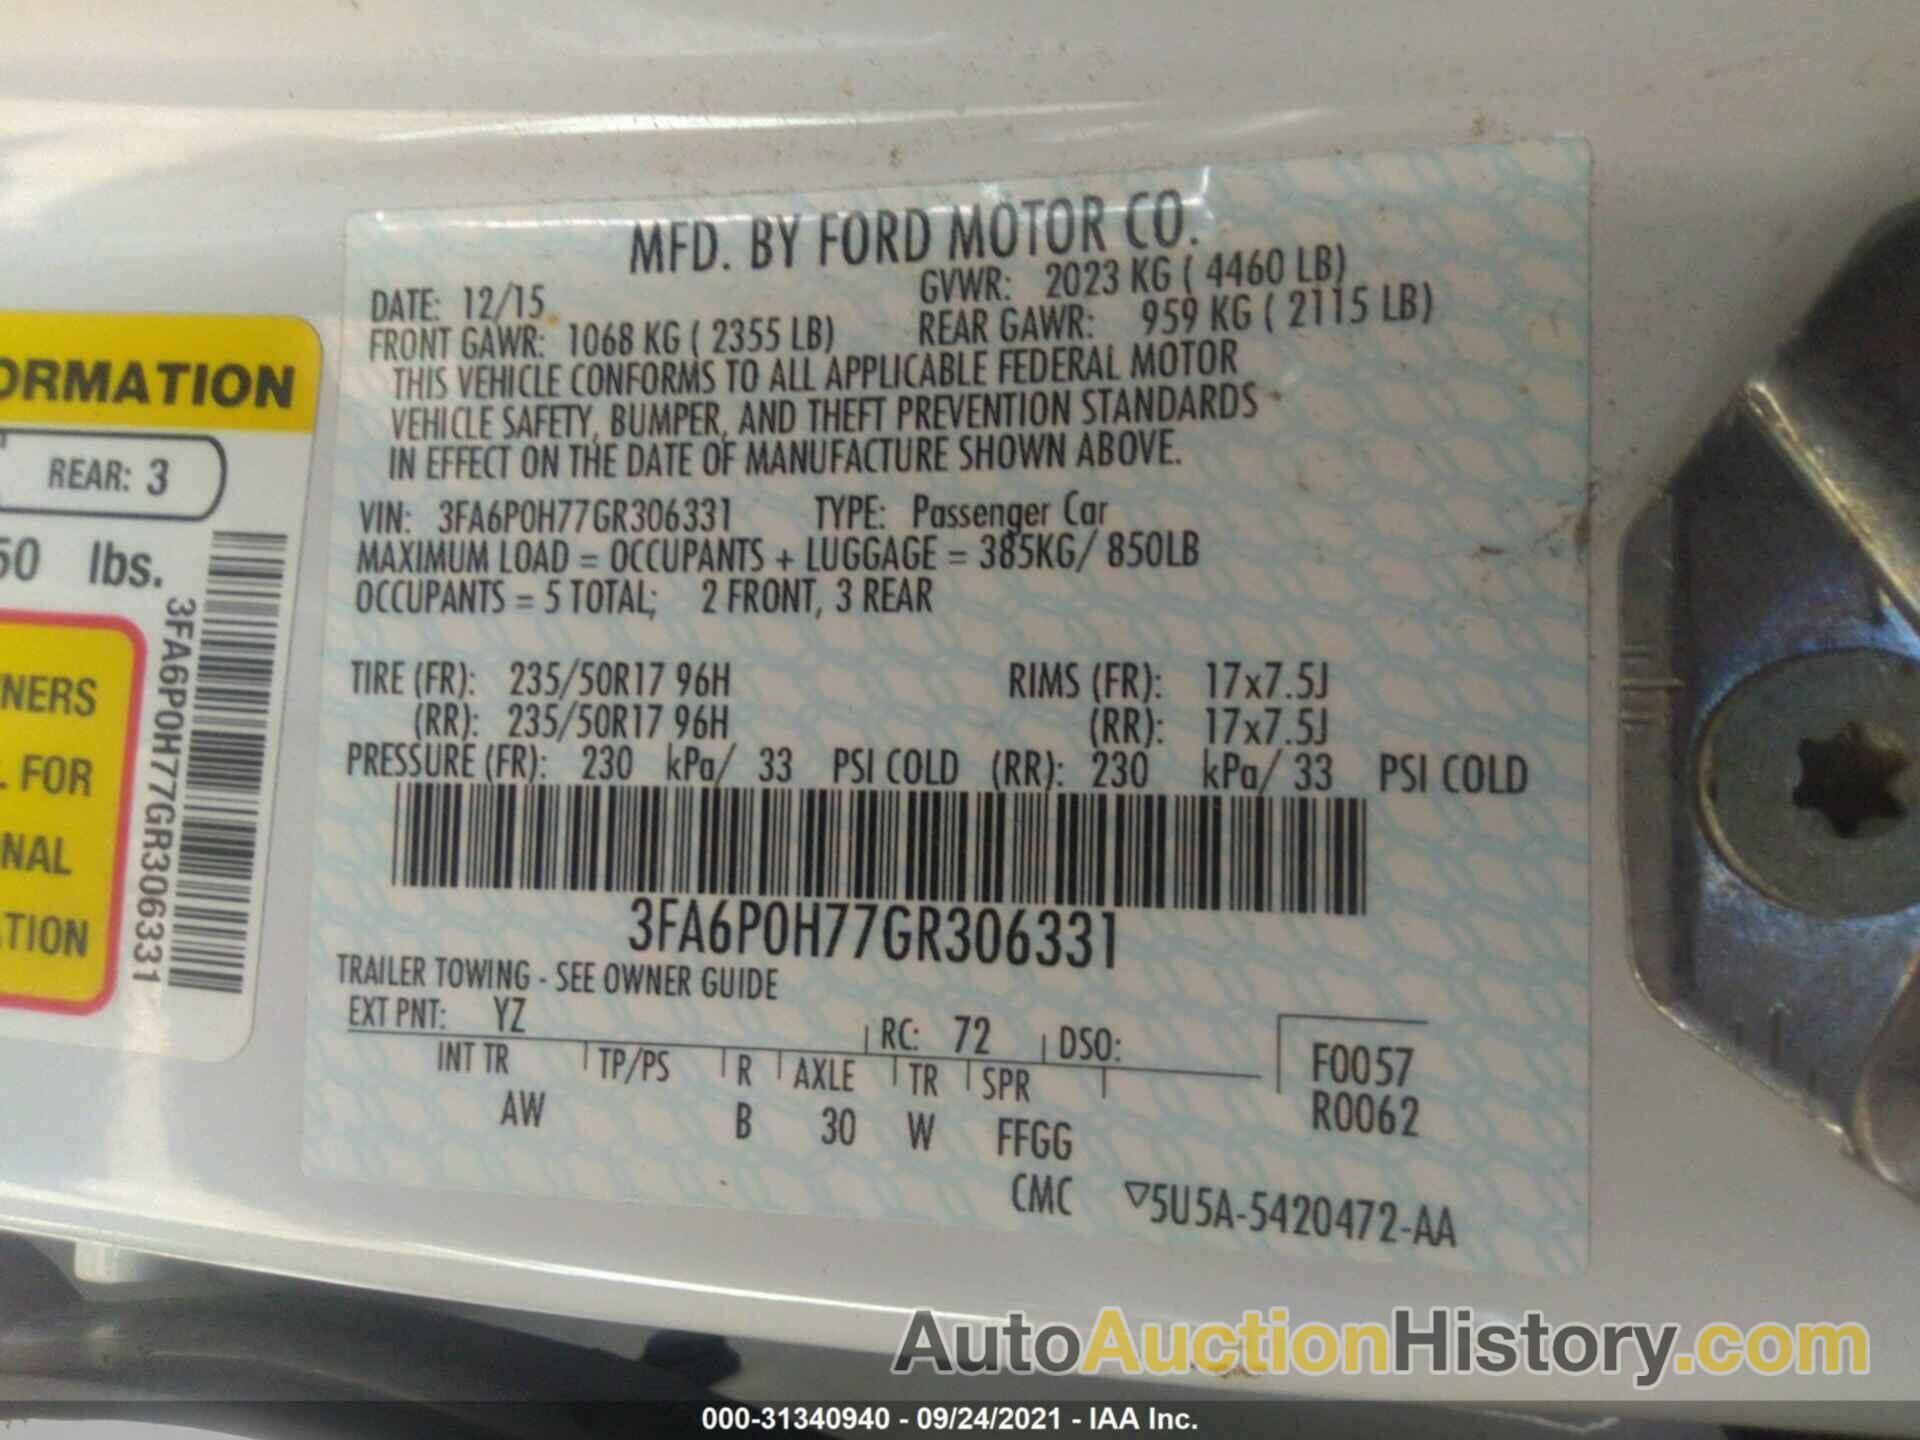 MFD. BY FORD MOTOR CO.
DATE: 12/15 GVWR: 2023 KG ( 4460 LB)
FRONT GAWR: 1068 KG ( 2355 LB) REAR GAWR: 959 KG ( 2115 LB)
THIS VEHICLE CONFORMS TO ALL APPLICABLE FEDERAL MOTOR
VEHICLE SAFETY, BUMPER, AND THEFT PREVENTION STANDARDS
IN EFFECT ON THE DATE OF MANUFACTURE SHOWN ABOVE.
VIN: 3FA6P0H77GR306331 TYPE: Passenger Car
MAXIMUM LOAD = OCCUPANTS + LUGGAGE = 385KG/ 850LB
OCCUPANTS = 5 TOTAL; 2 FRONT, 3 REAR
TIRE (FR): 235/50R17 96H RIMS (FR): 17x7.5J
(RR): 235/50R17 96H (RR): 17x7.5J
PRESSURE (FR): 230 kPa/ 33 PSI COLD (RR): 230 kPa/ 33 PSI COLD
3FA6P0H77GR306331
TRAILER TOWING - SEE OWNER GUIDE
EXT PNT: YZ RC: 72 DSO:
INT TR TP/PS R AXLE TR SPR
AW B 30 W FFGG
F0057
R0062
CMC ▽5U5A-5420472-AA
ORMATION
REAR: 3
50 lbs.
3FA6P0H77GR306331
NERS
. FOR
NAL
TION
AutoAuctionHistory.com
000-31340940 - 09/24/2021 - IAA Inc.